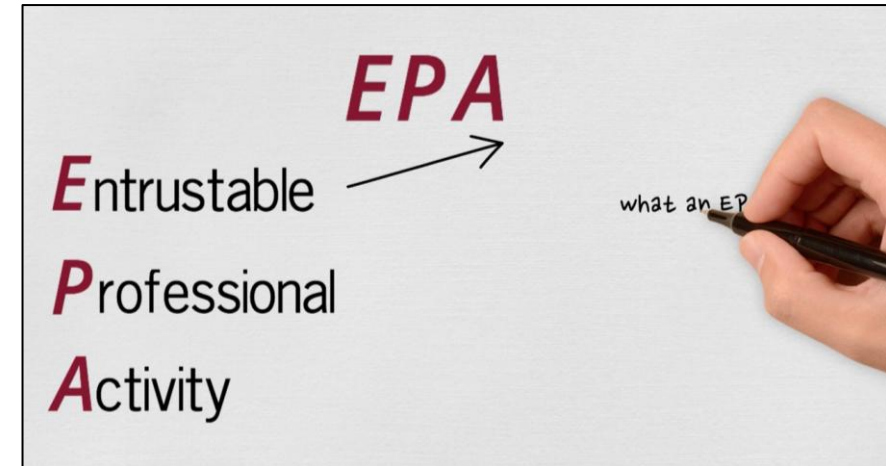 EPA
Entrustable
what an EP
Professional
Activity